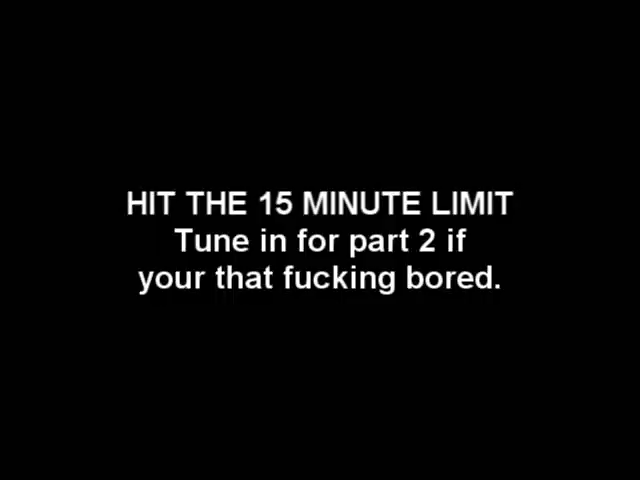 HIT THE 15 MINUTE LIMIT
Tune in for part 2 if
your that fucking bored.